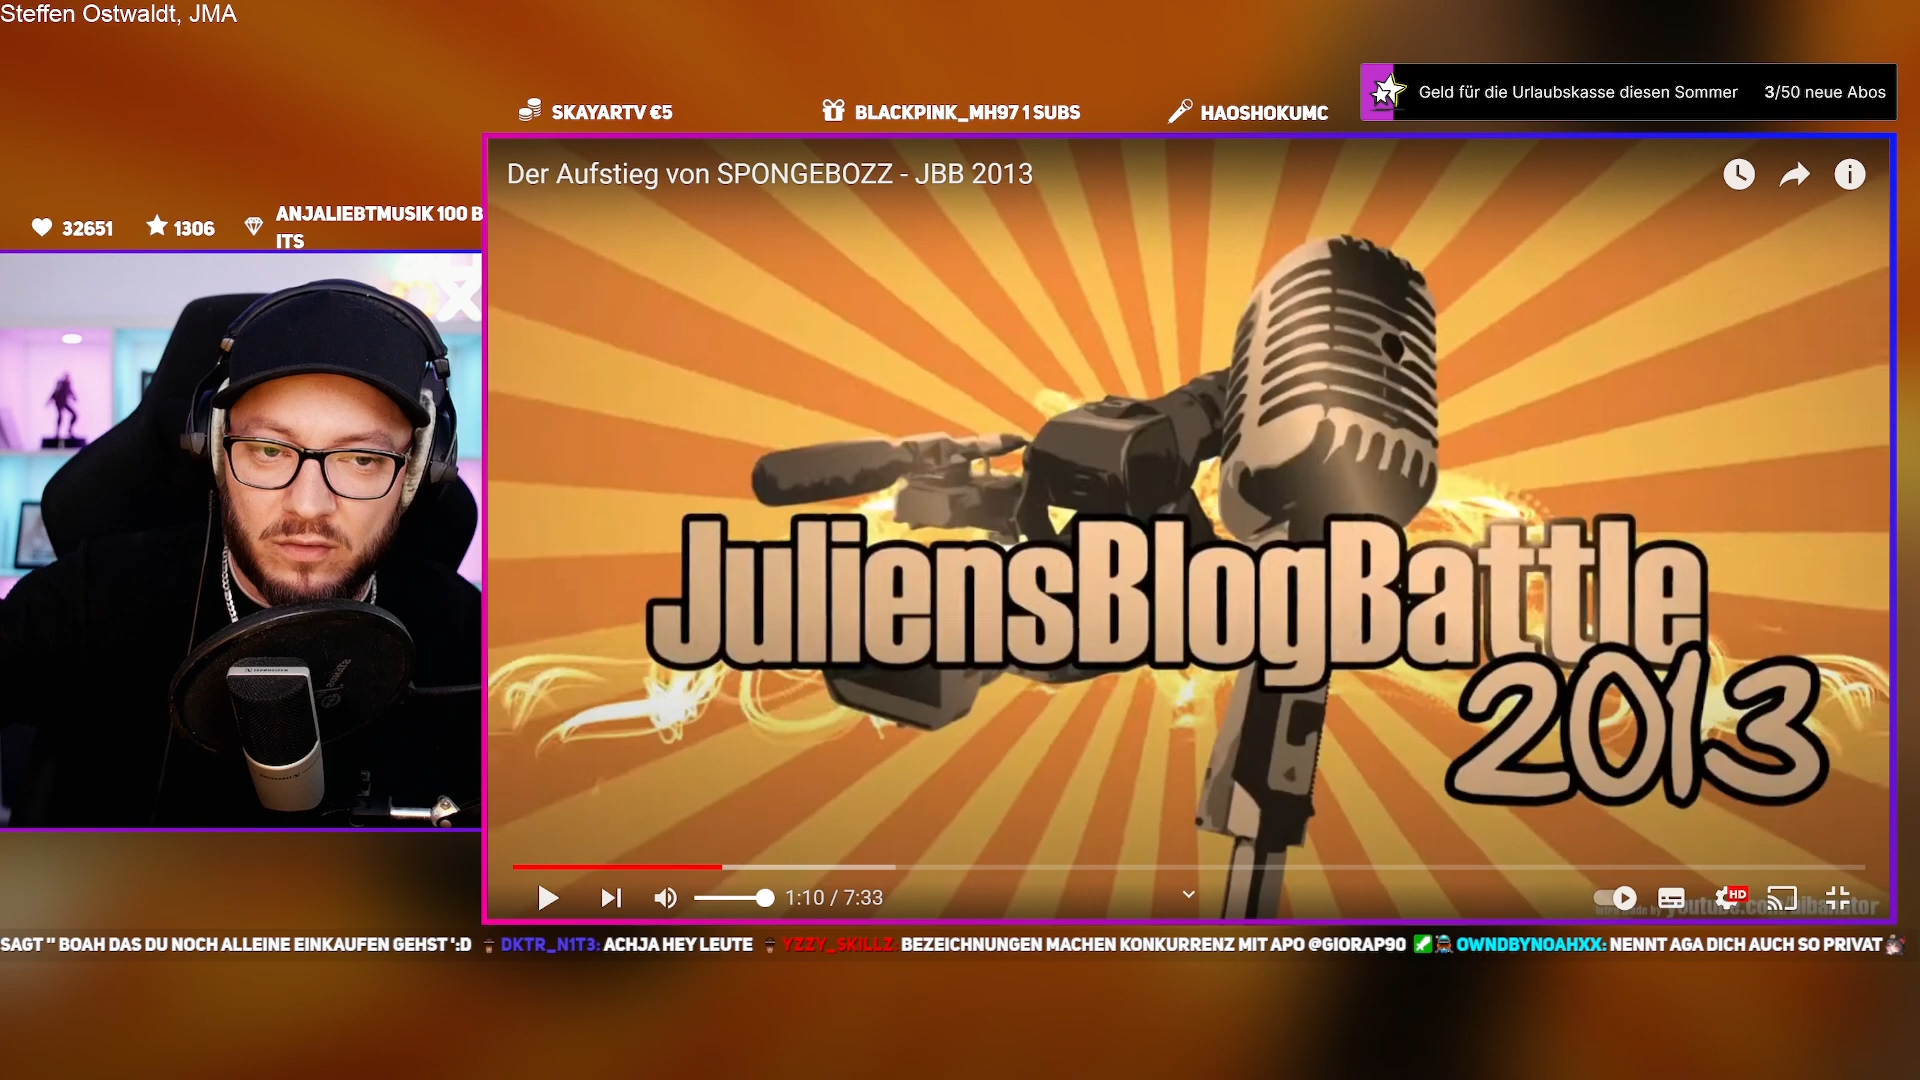 Steffen Ostwaldt, JMA
SKAYARTV €5
BLACKPINK_MH97 1 SUBS
HAOSHOKUMC
Geld für die Urlaubskasse diesen Sommer 3/50 neue Abos
Der Aufstieg von SPONGEBOZZ - JBB 2013
32651
1306
ANJALIEBTMUSIK 100 B
ITS
JuliensBlogBattle
2013
1:10 / 7:33
HD
SAGT " BOAH DAS DU NOCH ALLEINE EINKAUFEN GEHST ':D DKTR_N1T3: ACHJA HEY LEUTE YZZY_SKILLZ: BEZEICHNUNGEN MACHEN KONKURRENZ MIT APO @GIORAP90 OWNDBYNOAHXX: NENNT AGA DICH AUCH SO PRIVAT